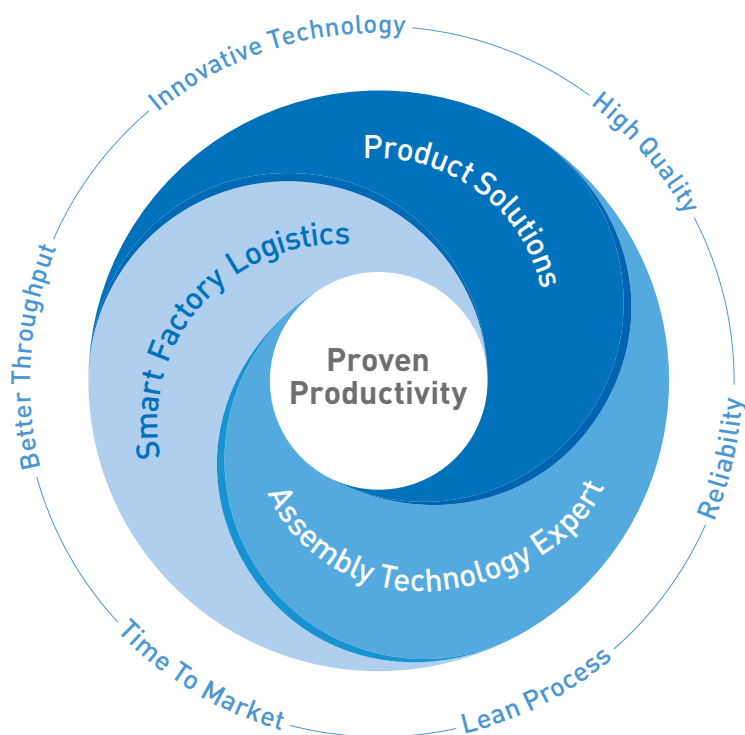 Innovative Technology
High Quality
Reliability
Lean Process
Time To Market
Better Throughput
Product Solutions
Assembly Technology Expert
Smart Factory Logistics
Proven
Productivity